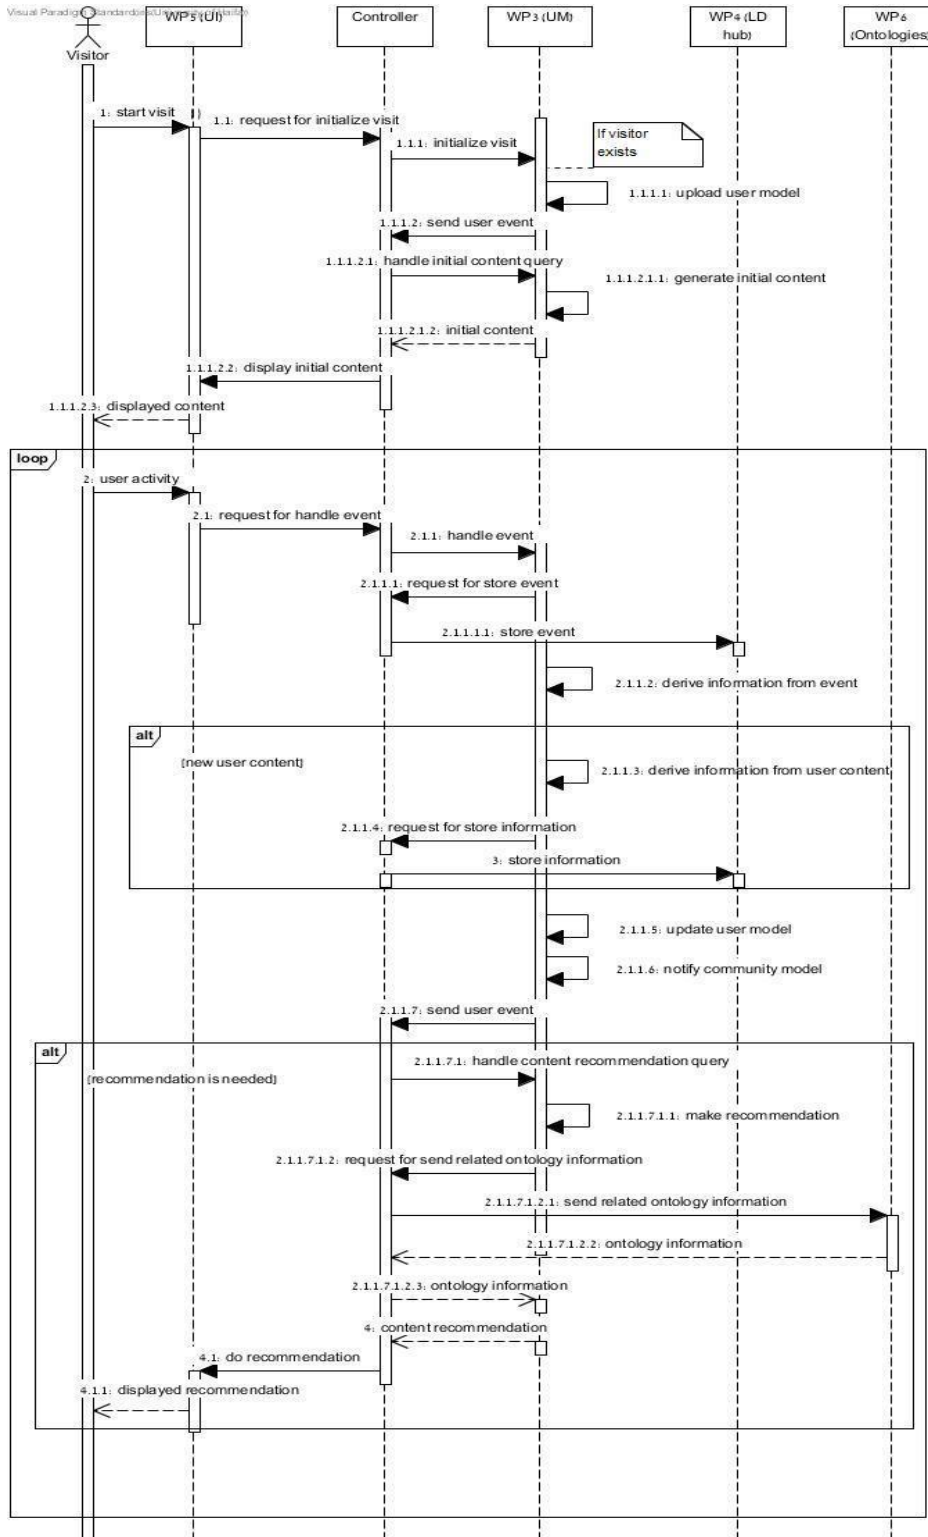 Visual Paradigm Standard(University of Haifa)
WP5 (UI)
Controller
WP3 (UM)
WP4 (LD
hub)
WP6
(Ontologies)
Visitor
1: start visit
1.1: request for initialize visit
1.1.1: initialize visit
If visitor
exists
1.1.1.1: upload user model
1.1.1.2: send user event
1.1.1.2.1: handle initial content query
1.1.1.2.1.1: generate initial content
1.1.1.2.1.2: initial content
1.1.1.2.2: display initial content
1.1.1.2.3: displayed content
loop
2: user activity
2.1: request for handle event
2.1.1: handle event
2.1.1.1: request for store event
2.1.1.1.1: store event
2.1.1.2: derive information from event
alt
[new user content]
2.1.1.3: derive information from user content
2.1.1.4: request for store information
3: store information
2.1.1.5: update user model
2.1.1.6: notify community model
2.1.1.7: send user event
alt
2.1.1.7.1: handle content recommendation query
[recommendation is needed]
2.1.1.7.1.1: make recommendation
2.1.1.7.1.2: request for send related ontology information
2.1.1.7.1.2.1: send related ontology information
2.1.1.7.1.2.2: ontology information
2.1.1.7.1.2.3: ontology information
4: content recommendation
4.1: do recommendation
4.1.1: displayed recommendation